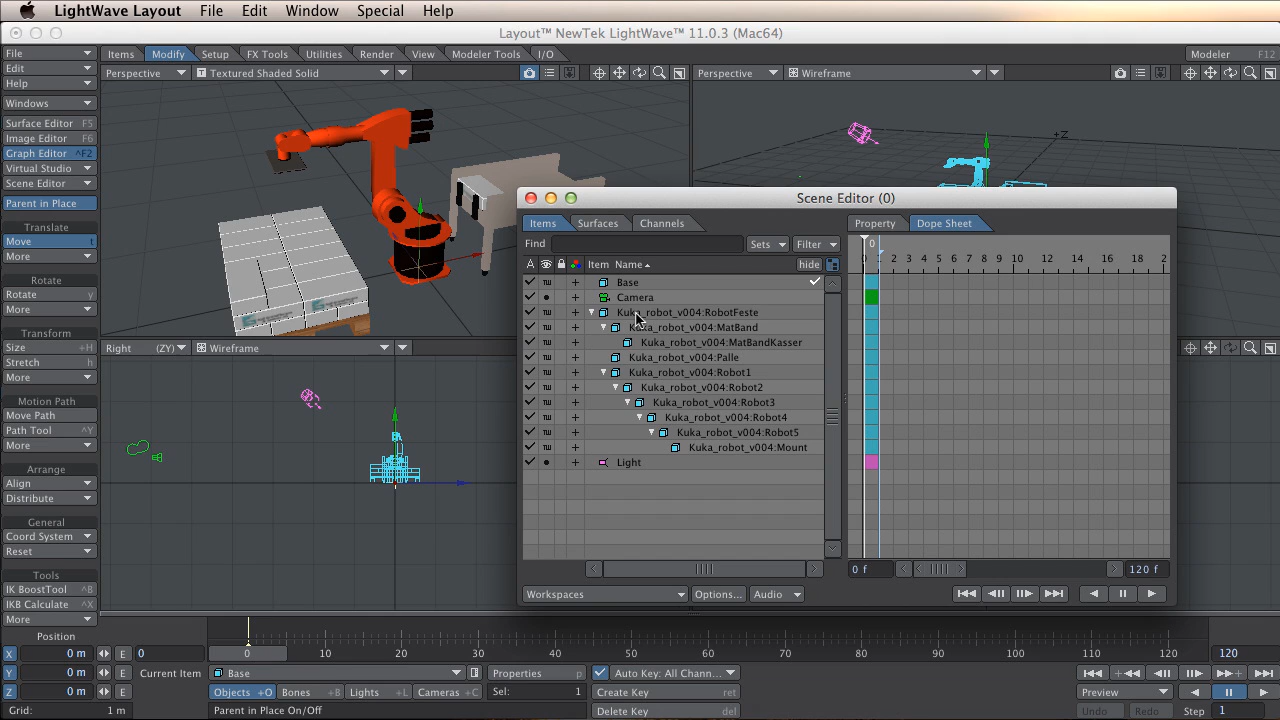 LightWave Layout File Edit Window Special Help
Layout™ NewTek LightWave™ 11.0.3 (Mac64)
File Items Modify Setup FX Tools Utilities Render View Modeler Tools I/O Modeler F12
Edit Perspective Textured Shaded Solid Perspective Wireframe
Help
Windows
Surface Editor F5
Image Editor F6
Graph Editor ^F2
Virtual Studio
Scene Editor
Parent in Place
Translate
Move t
More
Rotate
Rotate y
More
Transform
Size +H
Stretch h
More
Motion Path
Move Path
Path Tool ^Y
More
Arrange
Align
Distribute
General
Coord System
Reset
Tools
IK BoostTool ^B
IKB Calculate ^K
More
+Z
Right (ZY) Wireframe
Scene Editor (0)
Items Surfaces Channels Property Dope Sheet
Find Sets Filter 0
A Item Name hide 0 1 2 3 4 5 6 7 8 9 10 12 14 16 18 2
Base
Camera
Kuka_robot_v004:RobotFeste
Kuka_robot_v004:MatBand
Kuka_robot_v004:MatBandKasser
Kuka_robot_v004:Palle
Kuka_robot_v004:Robot1
Kuka_robot_v004:Robot2
Kuka_robot_v004:Robot3
Kuka_robot_v004:Robot4
Kuka_robot_v004:Robot5
Kuka_robot_v004:Mount
Light
0 f 120 f
Workspaces Options... Audio
Position
X 0 m E 0 0 10 20 30 40 50 60 70 80 90 100 110 120 120
Y 0 m E Current Item Base Properties p Auto Key: All Chann...
Z 0 m E Objects +O Bones +B Lights +L Cameras +C Sel: 1 Create Key ret Preview
Grid: 1 m Parent in Place On/Off Delete Key del Undo Redo Step 1